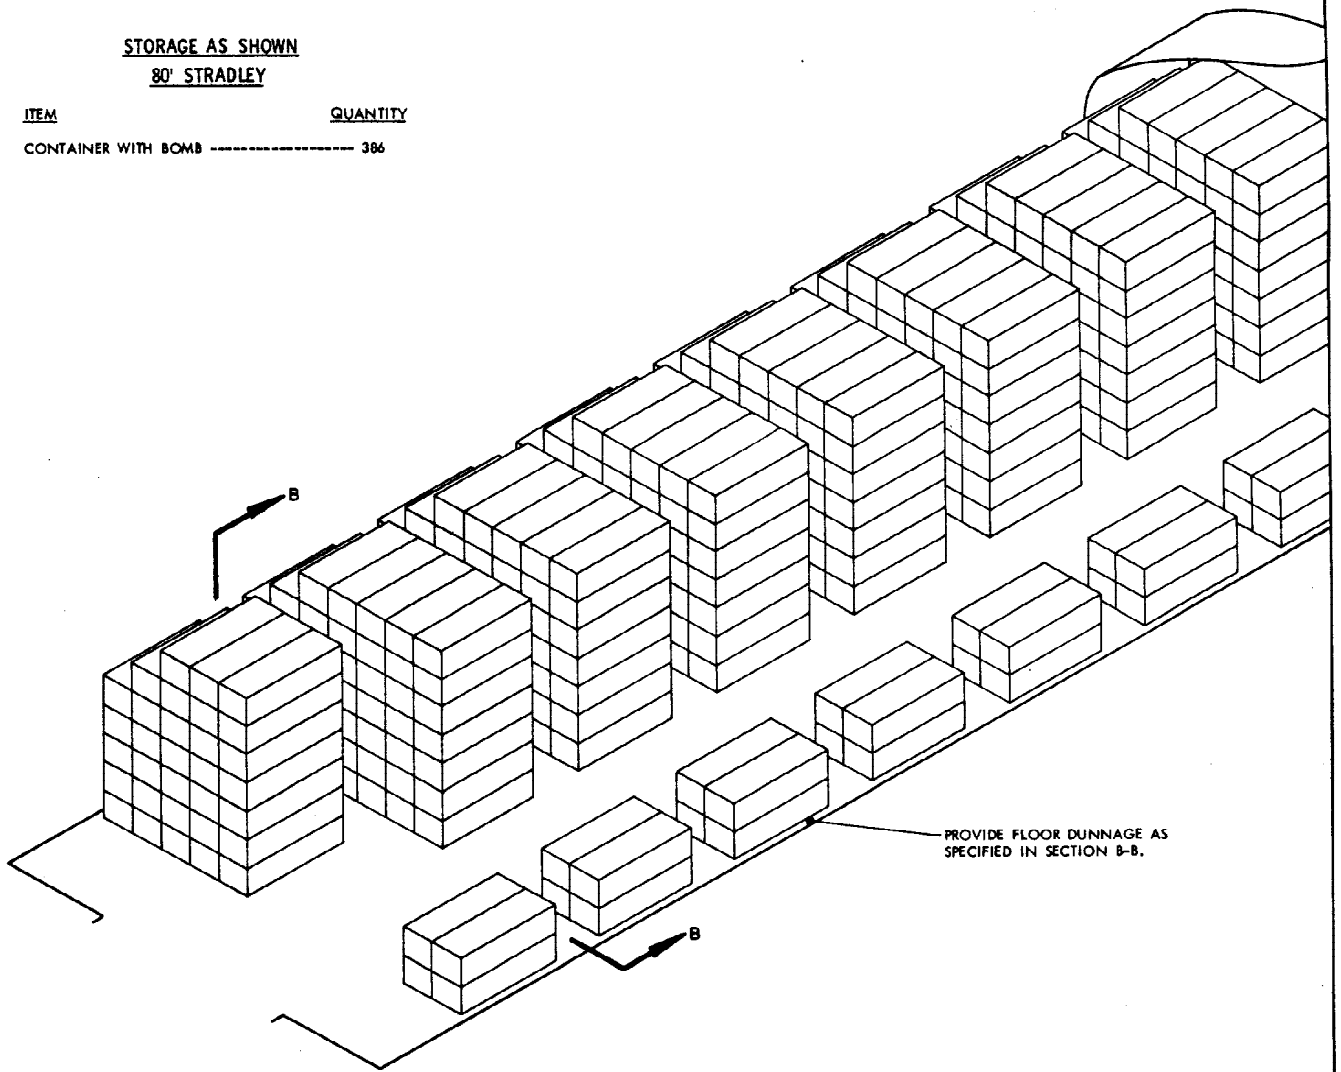 STORAGE AS SHOWN
80' STRADLEY
ITEM QUANTITY
CONTAINER WITH BOMB ------------------- 386
B
PROVIDE FLOOR DUNNAGE AS
SPECIFIED IN SECTION B-B.
B